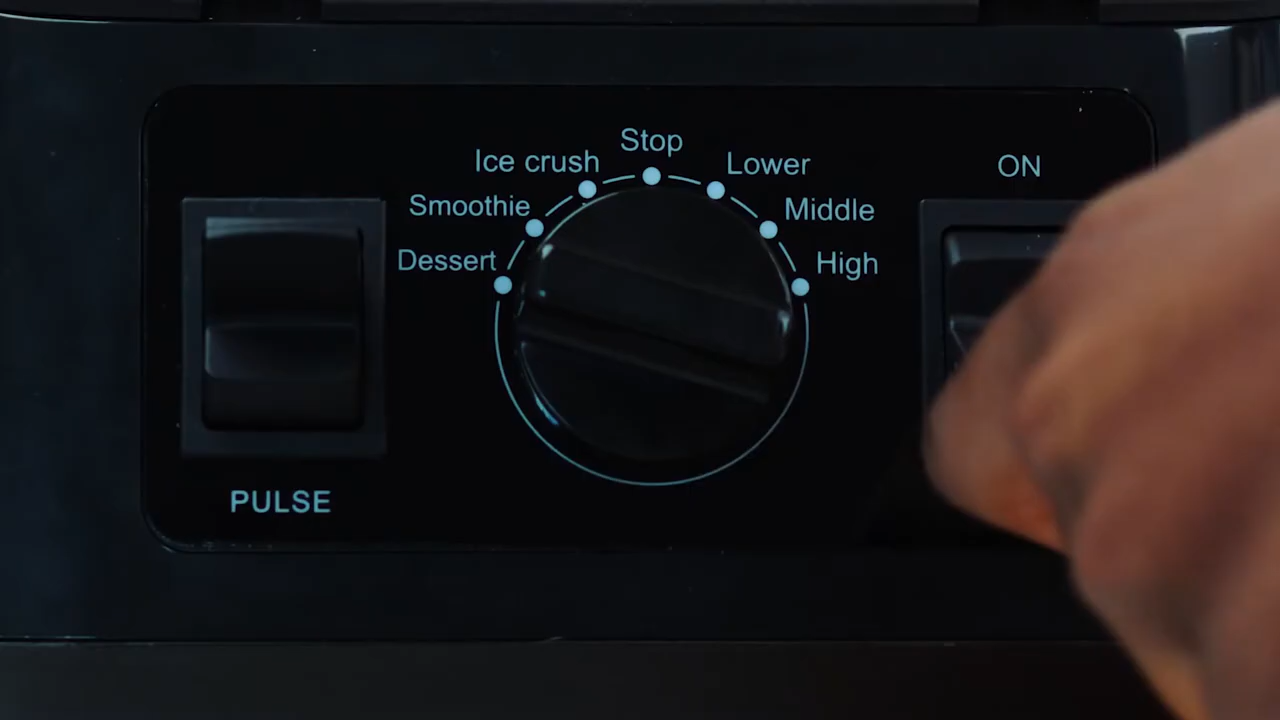 Stop
Ice crush
Lower
ON
Smoothie
Middle
Dessert
High
PULSE